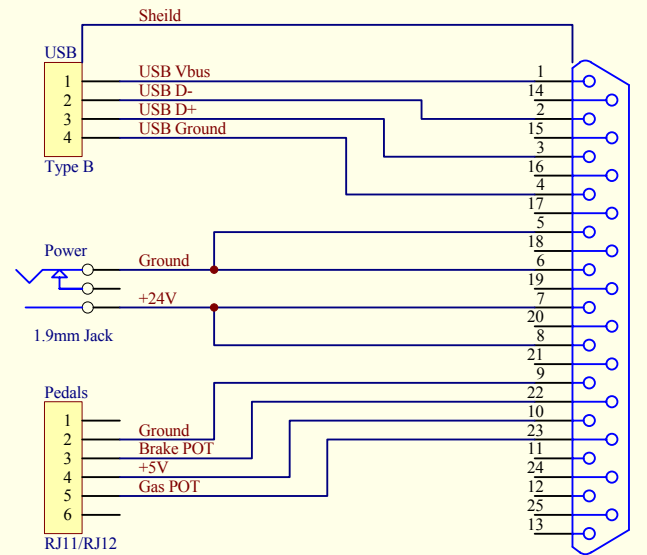 Sheild
USB
1 USB Vbus 1
14
2 USB D- 2
15
3 USB D+ 3
16
4 USB Ground 4
Type B
17
5
18
Power
Ground 6
19
+24V 7
20
1.9mm Jack
8
21
9
Pedals
22
1 10
2 Ground 23
3 Brake POT 11
4 +5V 24
5 Gas POT 12
6 25
13
RJ11/RJ12